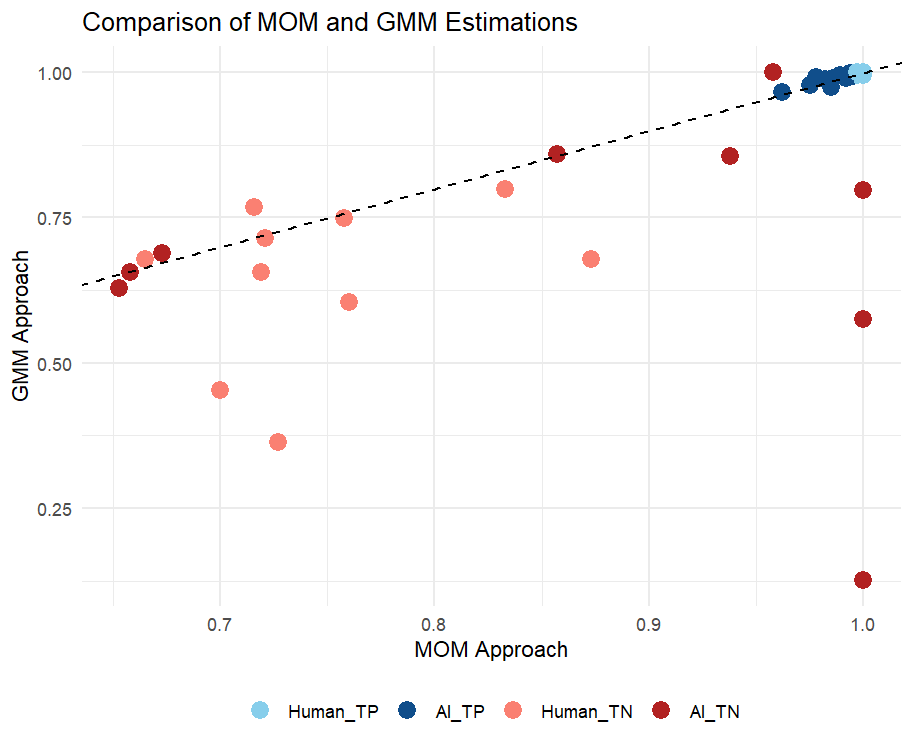 Comparison of MOM and GMM Estimations
1.00
0.75
0.50
0.25
GMM Approach
0.7 0.8 0.9 1.0
MOM Approach
Human_TP AI_TP Human_TN AI_TN